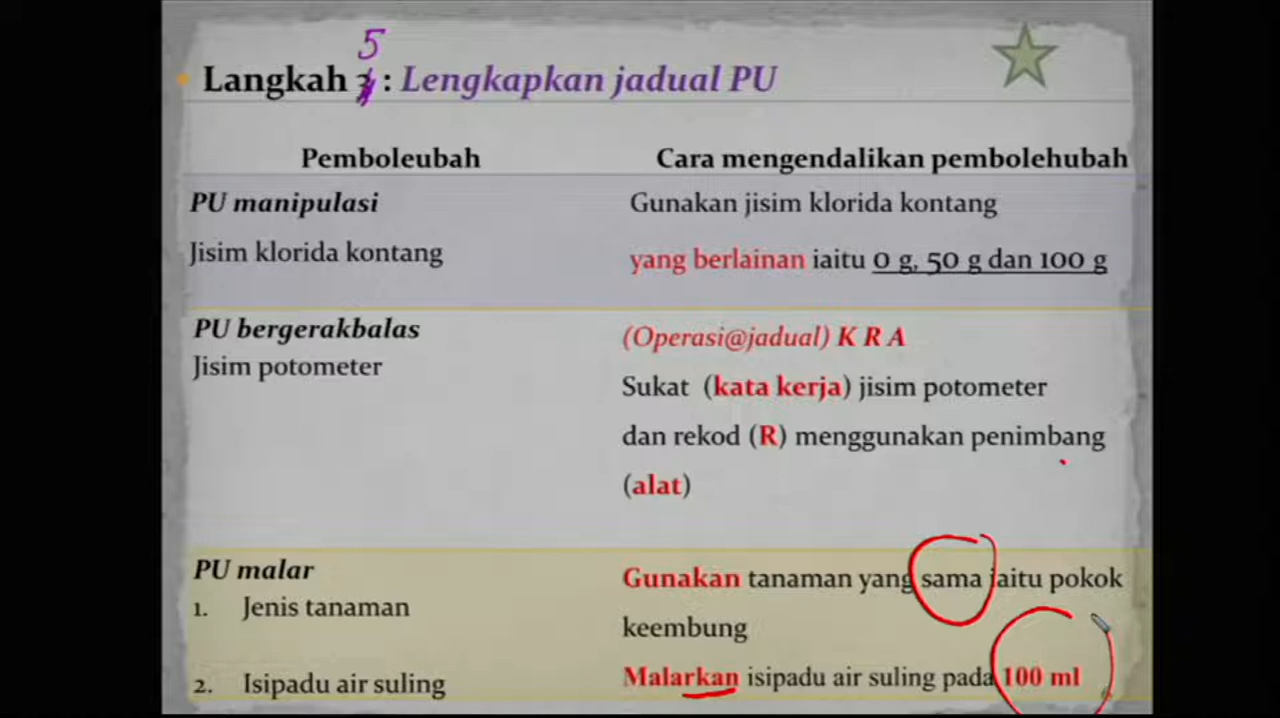 5
Langkah : Lengkapkan jadual PU
Pemboleubah Cara mengendalikan pembolehubah
PU manipulasi Gunakan jisim klorida kontang
Jisim klorida kontang yang berlainan iaitu 0 g, 50 g dan 100 g
PU bergerakbalas (Operasi@jadual) K R A
Jisim potometer Sukat (kata kerja) jisim potometer
dan rekod (R) menggunakan penimbang
(alat)
PU malar Gunakan tanaman yang sama iaitu pokok
1. Jenis tanaman keembung
2. Isipadu air suling Malarkan isipadu air suling pada 100 ml